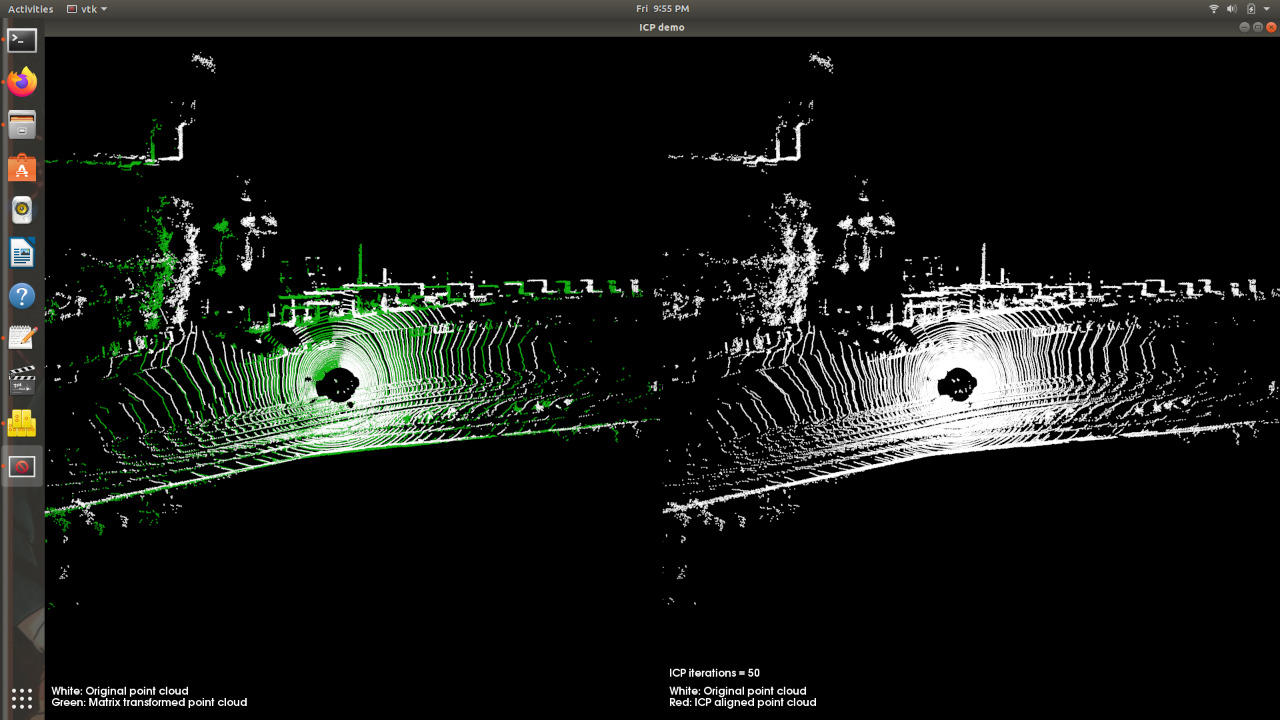 Activities
vtk
Fri 9:55 PM
ICP demo
White: Original point cloud
Green: Matrix transformed point cloud
ICP iterations = 50
White: Original point cloud
Red: ICP aligned point cloud